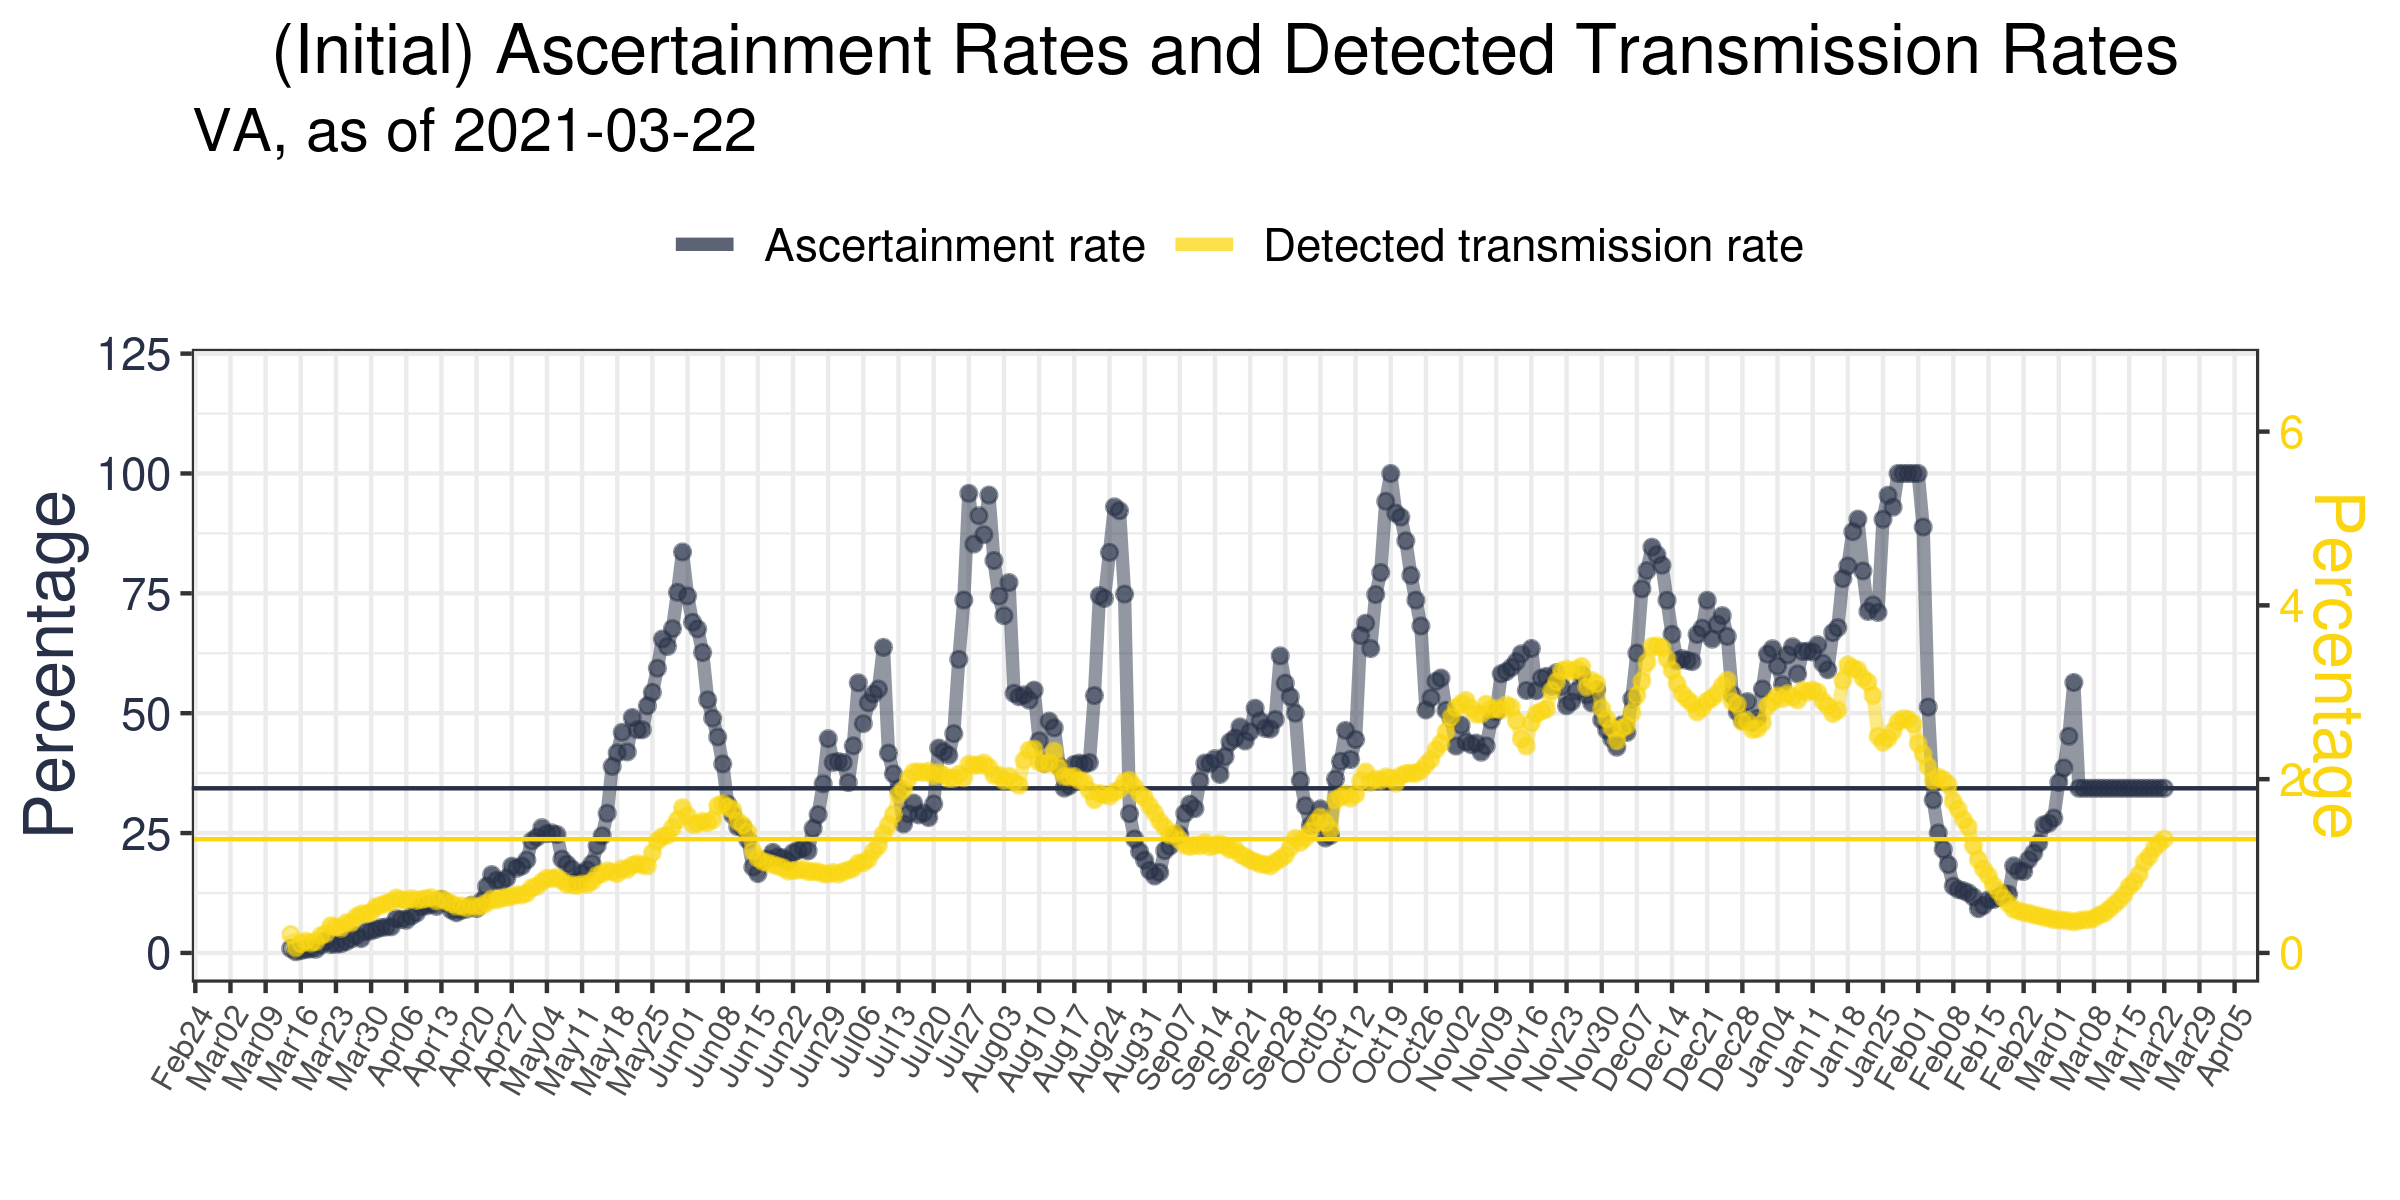 (Initial) Ascertainment Rates and Detected Transmission Rates
VA, as of 2021-03-22
Ascertainment rate Detected transmission rate
Percentage
125
100
75
50
25
0
6
4
2
0
Percentage
Feb24 Mar02 Mar09 Mar16 Mar23 Mar30 Apr06 Apr13 Apr20 Apr27 May04 May11 May18 May25 Jun01 Jun08 Jun15 Jun22 Jun29 Jul06 Jul13 Jul20 Jul27 Aug03 Aug10 Aug17 Aug24 Aug31 Sep07 Sep14 Sep21 Sep28 Oct05 Oct12 Oct19 Oct26 Nov02 Nov09 Nov16 Nov23 Nov30 Dec07 Dec14 Dec21 Dec28 Jan04 Jan11 Jan18 Jan25 Feb01 Feb08 Feb15 Feb22 Mar01 Mar08 Mar15 Mar22 Mar29 Apr05